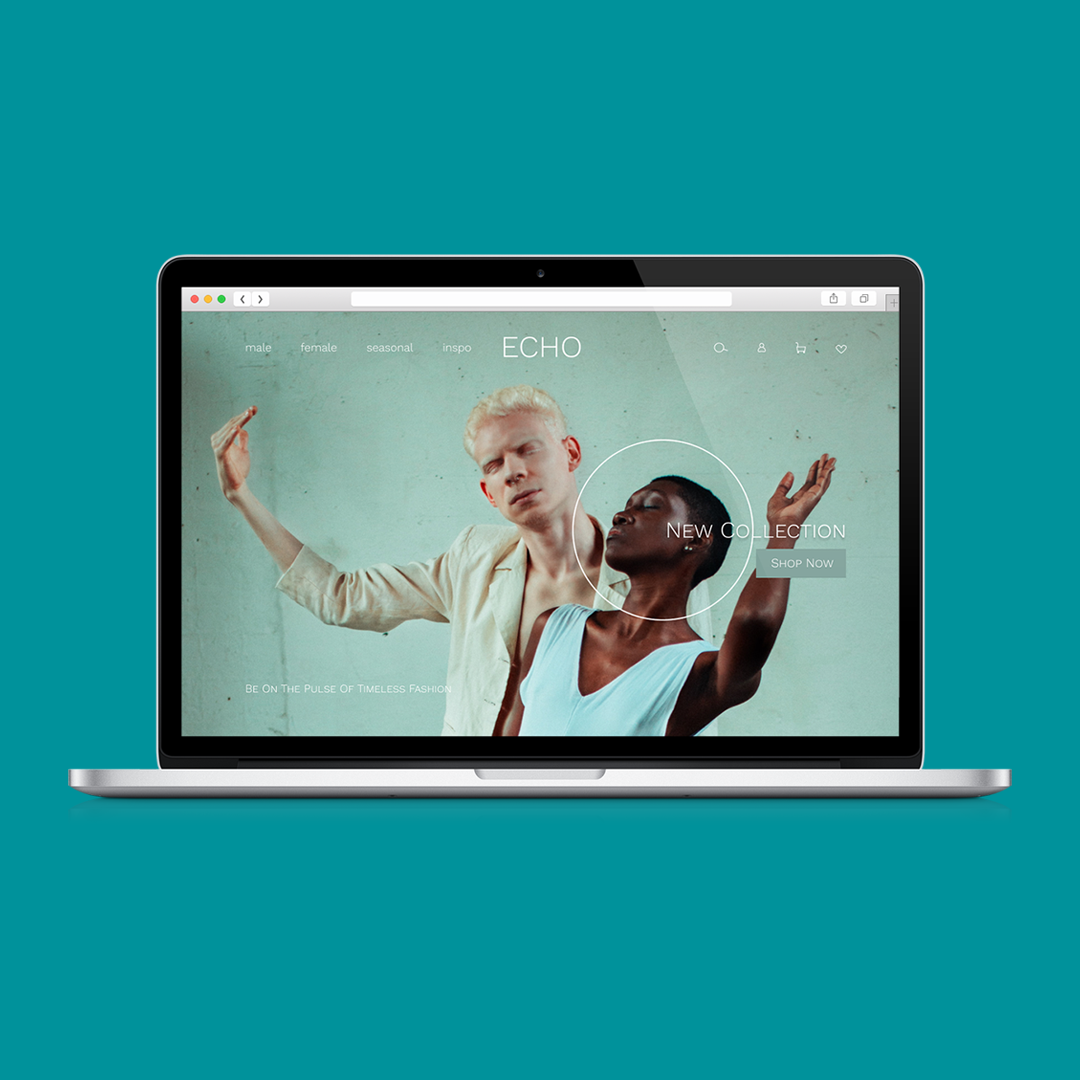 male female seasonal inspo ECHO
New Collection
Shop Now
Be On The Pulse Of Timeless Fashion